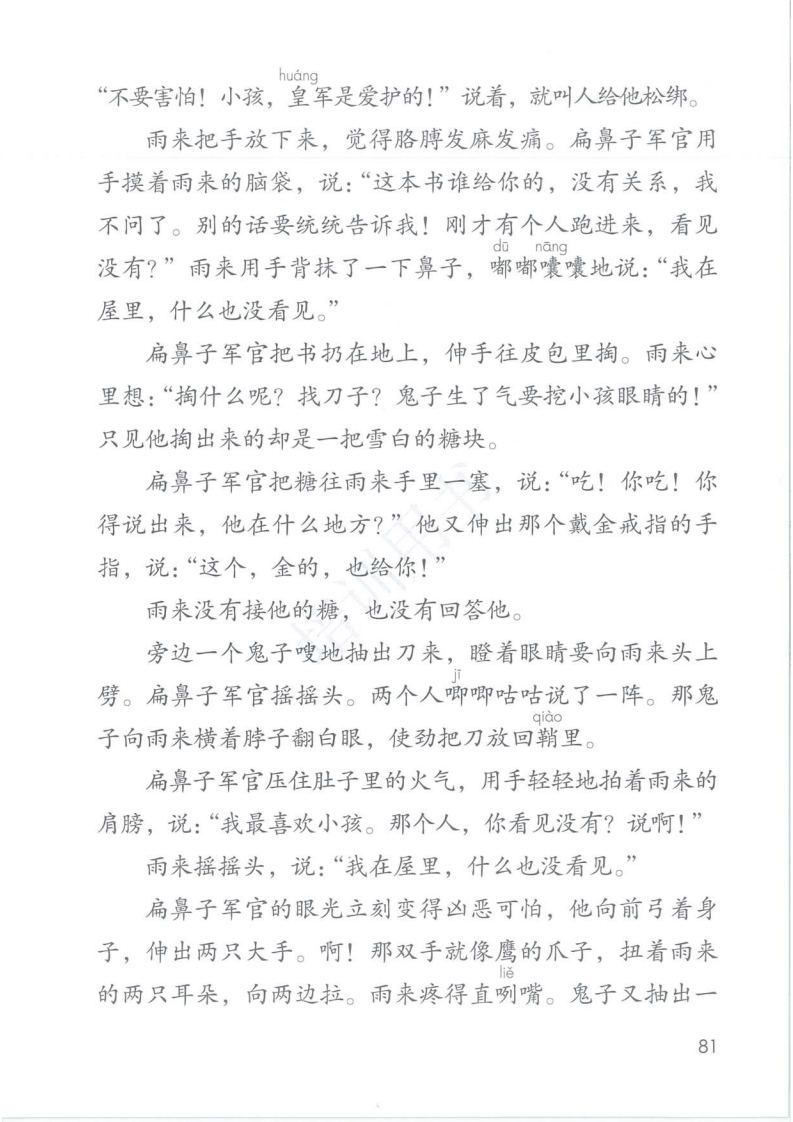 huáng
“不要害怕！小孩，皇军是爱护的！”说着，就叫人给他松绑。
雨来把手放下来，觉得胳膊发麻发痛。扁鼻子军官用
手摸着雨来的脑袋，说：“这本书谁给你的，没有关系，我
不问了。别的话要统统告诉我！刚才有个人跑进来，看见
dū nāng
没有？”雨来用手背抹了一下鼻子，嘟嘟囔囔地说：“我在
屋里，什么也没看见。”
扁鼻子军官把书扔在地上，伸手往皮包里掏。雨来心
里想：“掏什么呢？找刀子？鬼子生了气要挖小孩眼睛的！”
只见他掏出来的却是一把雪白的糖块。
扁鼻子军官把糖往雨来手里一塞，说：“吃！你吃！你
得说出来，他在什么地方？”他又伸出那个戴金戒指的手
指，说：“这个，金的，也给你！”
雨来没有接他的糖，也没有回答他。
旁边一个鬼子嗖地抽出刀来，瞪着眼睛要向雨来头上
jī
劈。扁鼻子军官摇摇头。两个人唧唧咕咕说了一阵。那鬼
qiào
子向雨来横着脖子翻白眼，使劲把刀放回鞘里。
扁鼻子军官压住肚子里的火气，用手轻轻地拍着雨来的
肩膀，说：“我最喜欢小孩。那个人，你看见没有？说啊！”
雨来摇摇头，说：“我在屋里，什么也没看见。”
扁鼻子军官的眼光立刻变得凶恶可怕，他向前弓着身
子，伸出两只大手。啊！那双手就像鹰的爪子，扭着雨来
liě
的两只耳朵，向两边拉。雨来疼得直咧嘴。鬼子又抽出一
81
培训用书